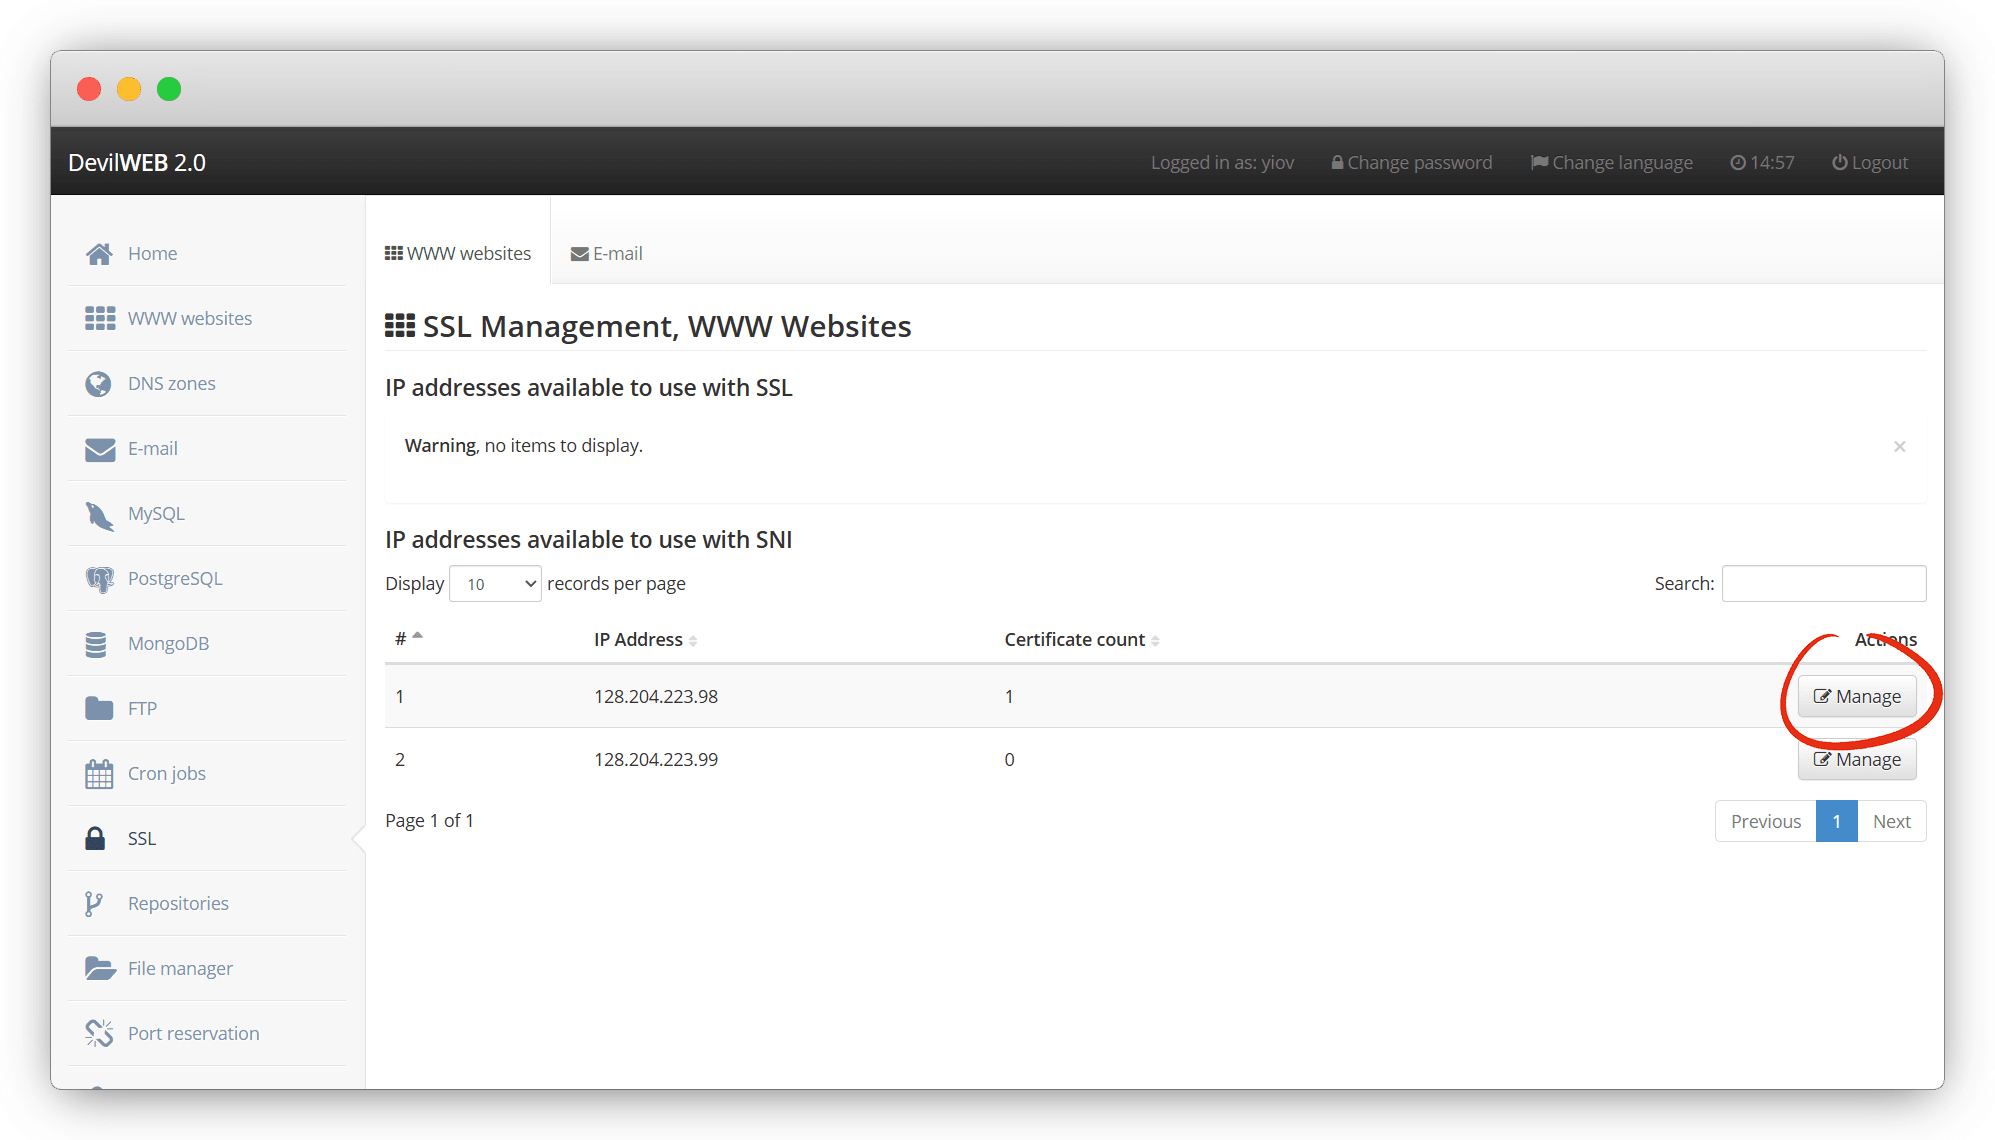 DevilWEB 2.0
Logged in as: yiov
Change password
Change language
14:57
Logout
Home
WWW websites
DNS zones
E-mail
MySQL
PostgreSQL
MongoDB
FTP
Cron jobs
SSL
Repositories
File manager
Port reservation
WWW websites
E-mail
SSL Management, WWW Websites
IP addresses available to use with SSL
Warning, no items to display.
×
IP addresses available to use with SNI
Display 10 records per page
Search:
# IP Address Certificate count Actions
1 128.204.223.98 1 Manage
2 128.204.223.99 0 Manage
Page 1 of 1
Previous 1 Next